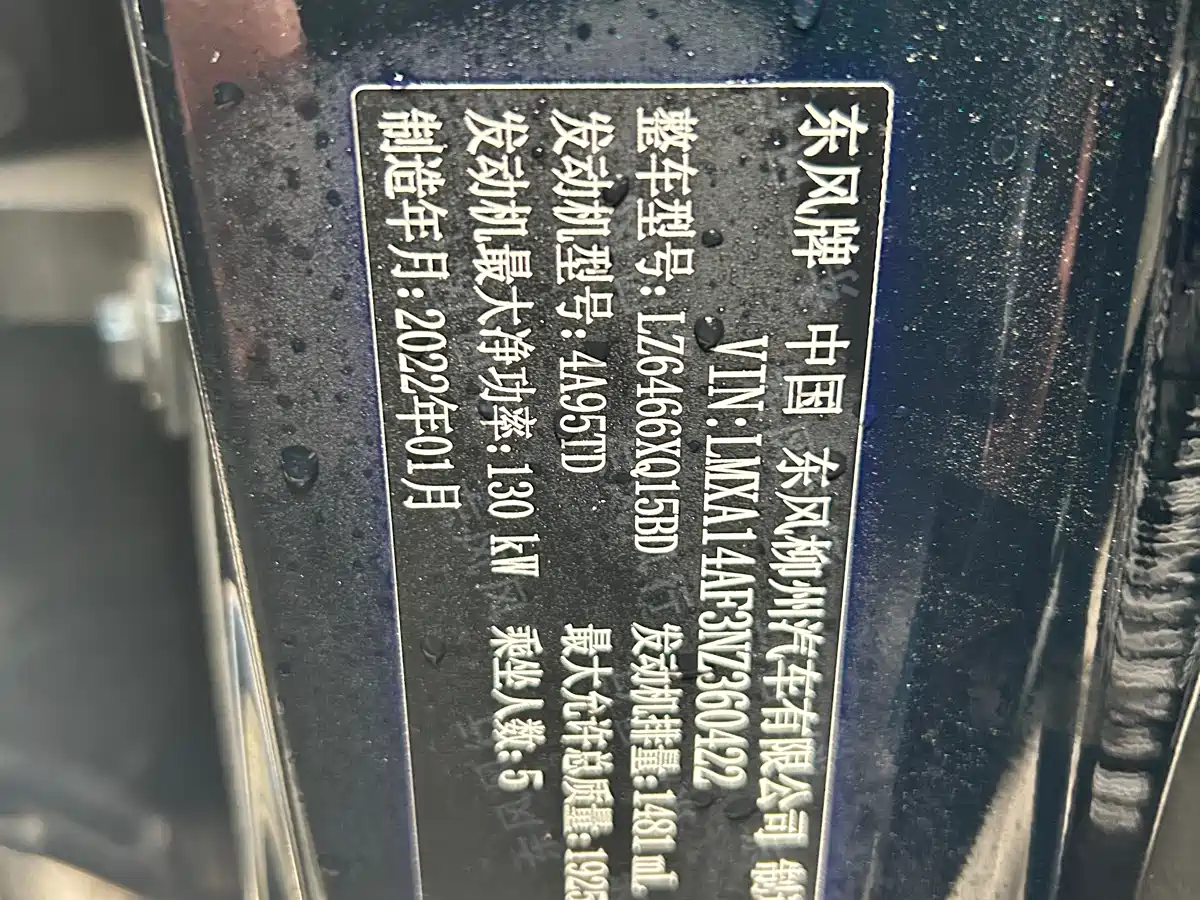 东风牌 中国 东风柳州汽车有限公司 制
VIN:LMXA14AF3NZ360422
整车型号:LZ6466XQ15BD 发动机排量:1481 mL
发动机型号:4A95TD 最大允许总质量:1925
发动机最大净功率:130 kW 乘坐人数:5
制造年月:2022年01月